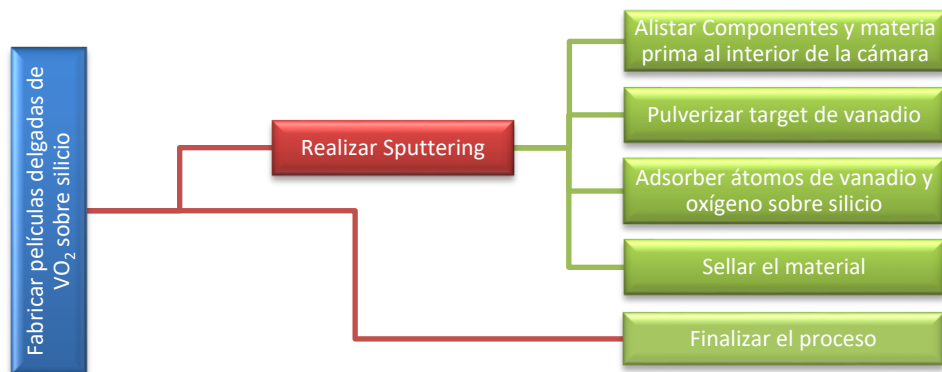 Fabricar películas delgadas de
VO₂ sobre silicio
Realizar Sputtering
Alistar Componentes y materia
prima al interior de la cámara
Pulverizar target de vanadio
Adsorber átomos de vanadio y
oxígeno sobre silicio
Sellar el material
Finalizar el proceso